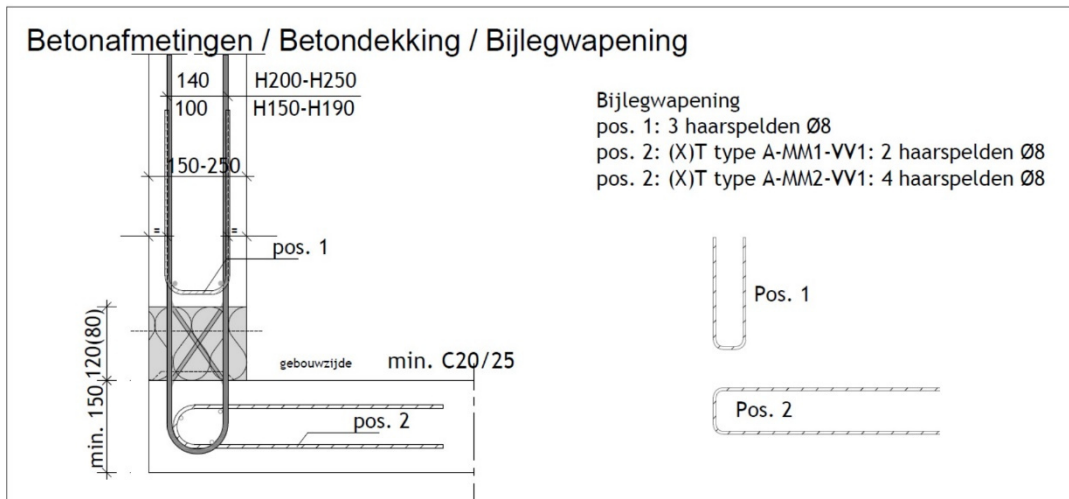 Betonafmetingen / Betondekking / Bijlegwapening
140 H200-H250
100 H150-H190
150-250
= =
pos. 1
120(80)
min. 150
gebouwzijde min. C20/25
pos. 2
Bijlegwapening
pos. 1: 3 haarspelden Ø8
pos. 2: (X)T type A-MM1-VV1: 2 haarspelden Ø8
pos. 2: (X)T type A-MM2-VV1: 4 haarspelden Ø8
Pos. 1
Pos. 2